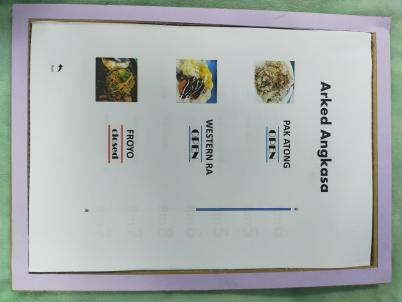 Arked Angkasa
PAK ATONG
OPEN
WESTERN RA
OPEN
FROYO
closed